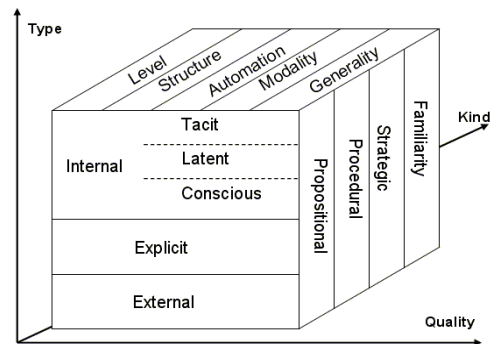 Type
Level
Structure
Automation
Modality
Generality
Tacit
Internal
Latent
Conscious
Explicit
External
Propositional
Procedural
Strategic
Familiarity
Kind
Quality